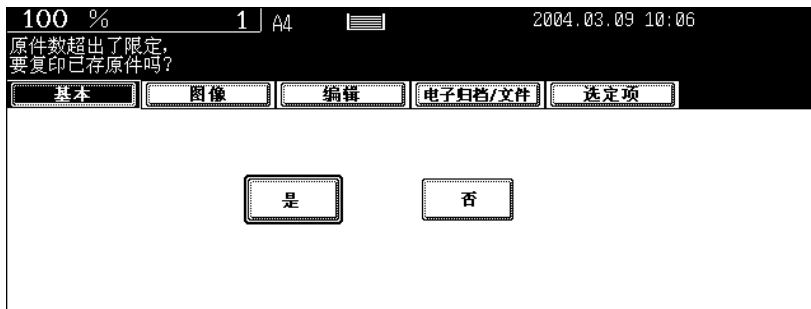 100 % 1 A4 2004.03.09 10:06
原件数超出了限定，
要复印已存原件吗？
基本 图像 编辑 电子归档/文件 选定项
是 否